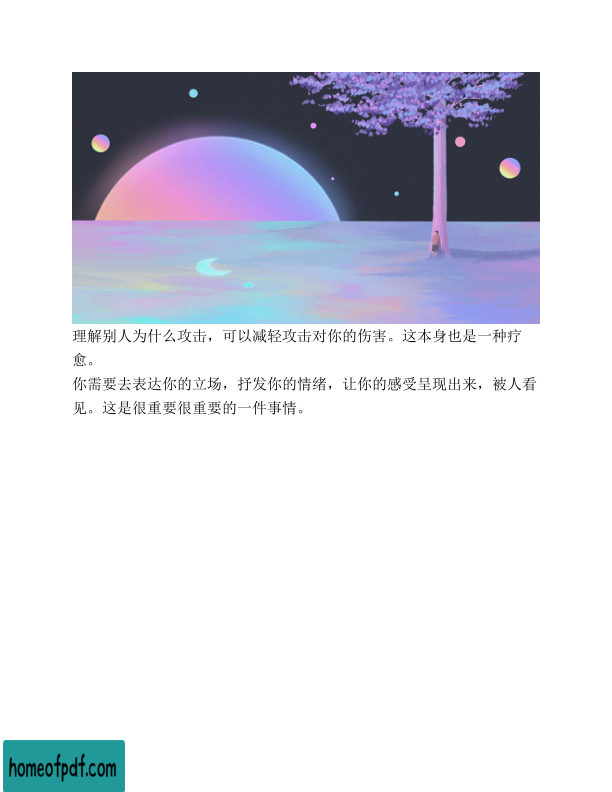 理解别人为什么攻击，可以减轻攻击对你的伤害。这本身也是一种疗
愈。
你需要去表达你的立场，抒发你的情绪，让你的感受呈现出来，被人看
见。这是很重要很重要的一件事情。
homeofpdf.com